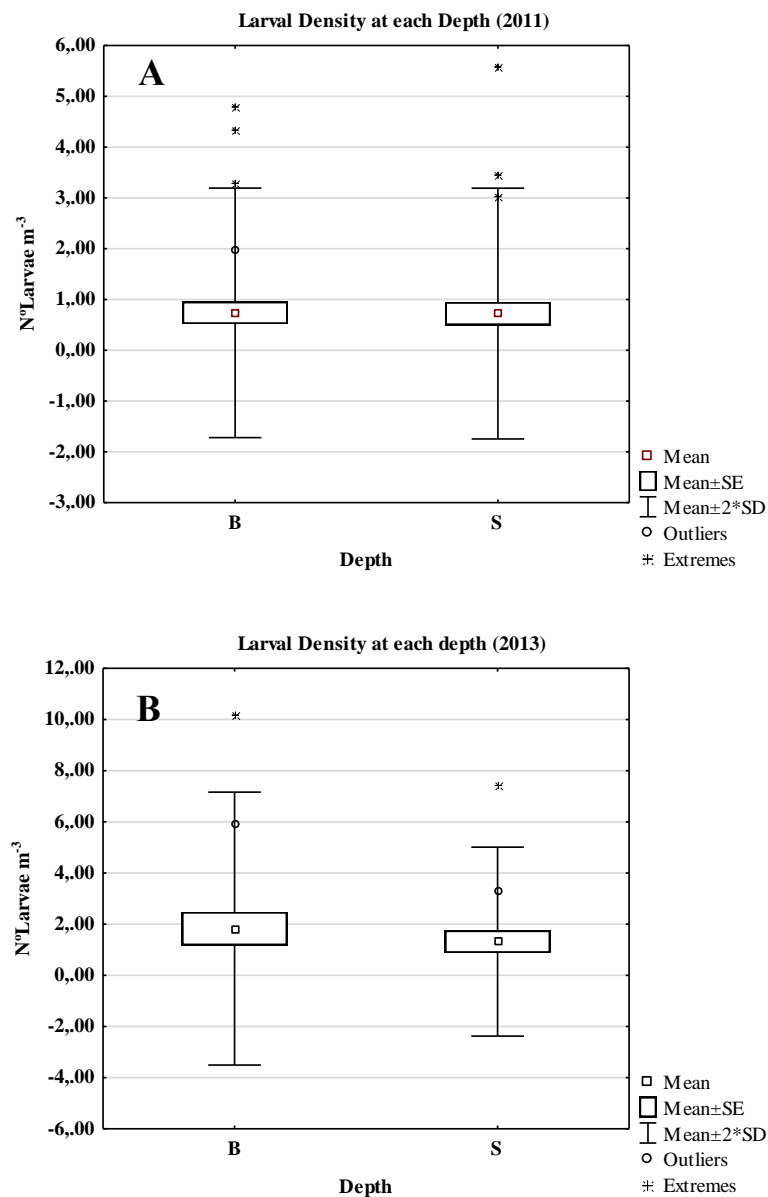 Larval Density at each Depth (2011)
A
6,.00
5,.00
4,.00
3,.00
2,.00
1,.00
0,.00
-1,.00
-2,.00
-3,.00
NºLarvae m-3
B
S
Depth
Mean
Mean±SE
Mean±2*SD
Outliers
Extremes
Larval Density at each depth (2013)
B
12,.00
10,.00
8,.00
6,.00
4,.00
2,.00
0,.00
-2,.00
-4,.00
-6,.00
NºLarvae m-3
B
S
Depth
Mean
Mean±SE
Mean±2*SD
Outliers
Extremes